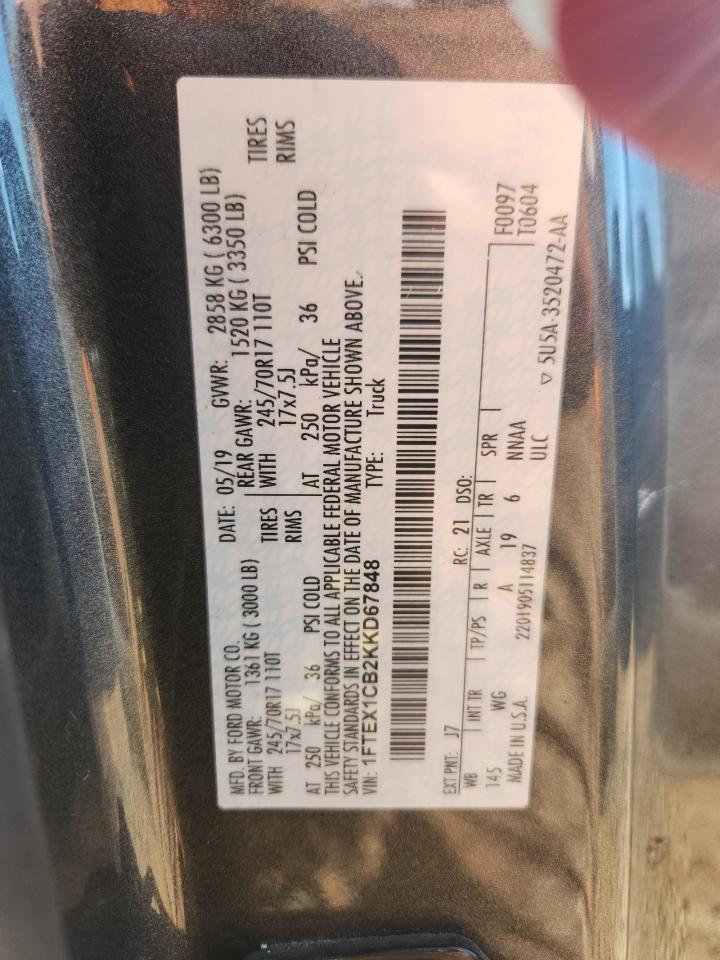 MFD. BY FORD MOTOR CO. DATE: 05/19 GVWR: 2858 KG ( 6300 LB)
FRONT GAWR: 1361 KG ( 3000 LB) REAR GAWR: 1520 KG ( 3350 LB)
WITH 245/70R17 110T TIRES WITH 245/70R17 110T TIRES
17x7.5J RIMS 17x7.5J RIMS
AT 250 kPa/ 36 PSI COLD AT 250 kPa/ 36 PSI COLD
THIS VEHICLE CONFORMS TO ALL APPLICABLE FEDERAL MOTOR VEHICLE
SAFETY STANDARDS IN EFFECT ON THE DATE OF MANUFACTURE SHOWN ABOVE.
VIN: 1FTEX1CB2KKD67848 TYPE: Truck
EXT PNT: J7 RC: 21 DSO: F0097
WB INT TR TP/PS R AXLE TR SPR T0604
145 WG A 19 6 NNAA
MADE IN U.S.A. 2201905114837 ULC ▽ 5U5A-3520472-AA